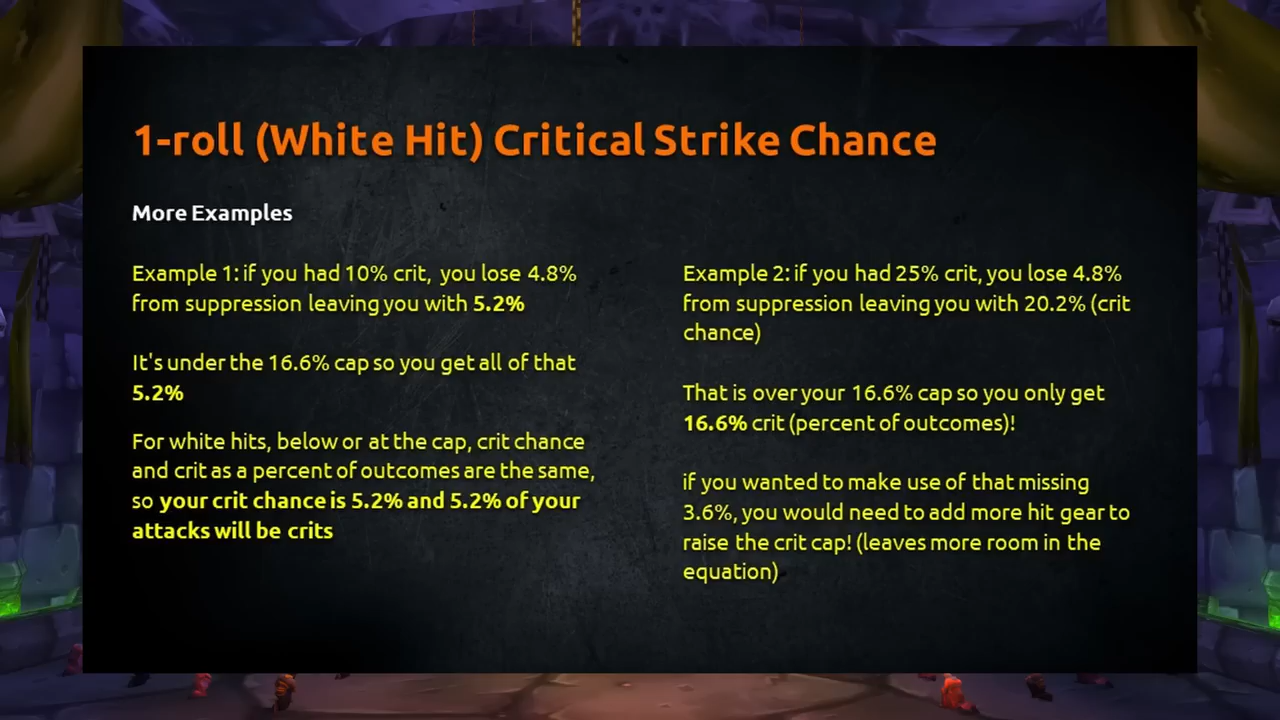 1-roll (White Hit) Critical Strike Chance
More Examples
Example 1: if you had 10% crit, you lose 4.8%
from suppression leaving you with 5.2%
It's under the 16.6% cap so you get all of that
5.2%
For white hits, below or at the cap, crit chance
and crit as a percent of outcomes are the same,
so your crit chance is 5.2% and 5.2% of your
attacks will be crits
Example 2: if you had 25% crit, you lose 4.8%
from suppression leaving you with 20.2% (crit
chance)
That is over your 16.6% cap so you only get
16.6% crit (percent of outcomes)!
if you wanted to make use of that missing
3.6%, you would need to add more hit gear to
raise the crit cap! (leaves more room in the
equation)